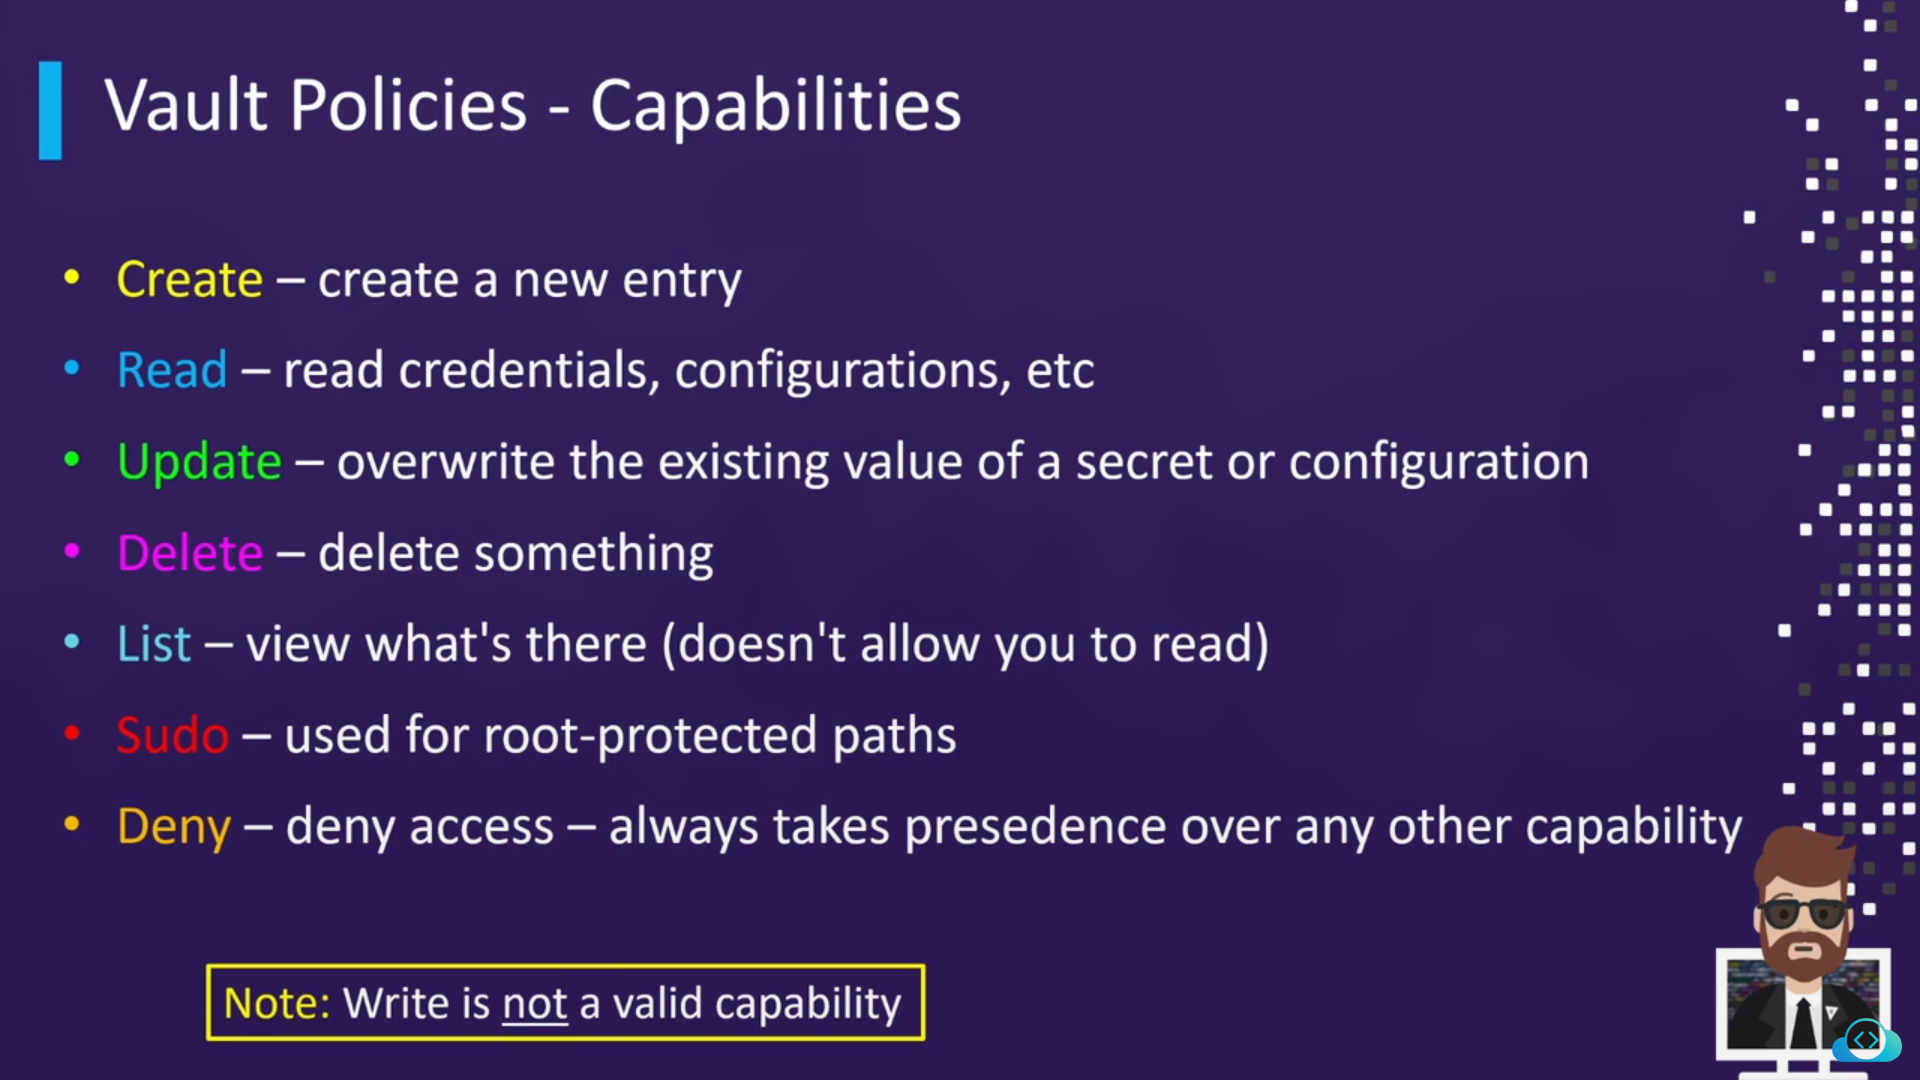 Vault Policies - Capabilities
• Create – create a new entry
• Read – read credentials, configurations, etc
• Update – overwrite the existing value of a secret or configuration
• Delete – delete something
• List – view what's there (doesn't allow you to read)
• Sudo – used for root-protected paths
• Deny – deny access – always takes presedence over any other capability
Note: Write is not a valid capability